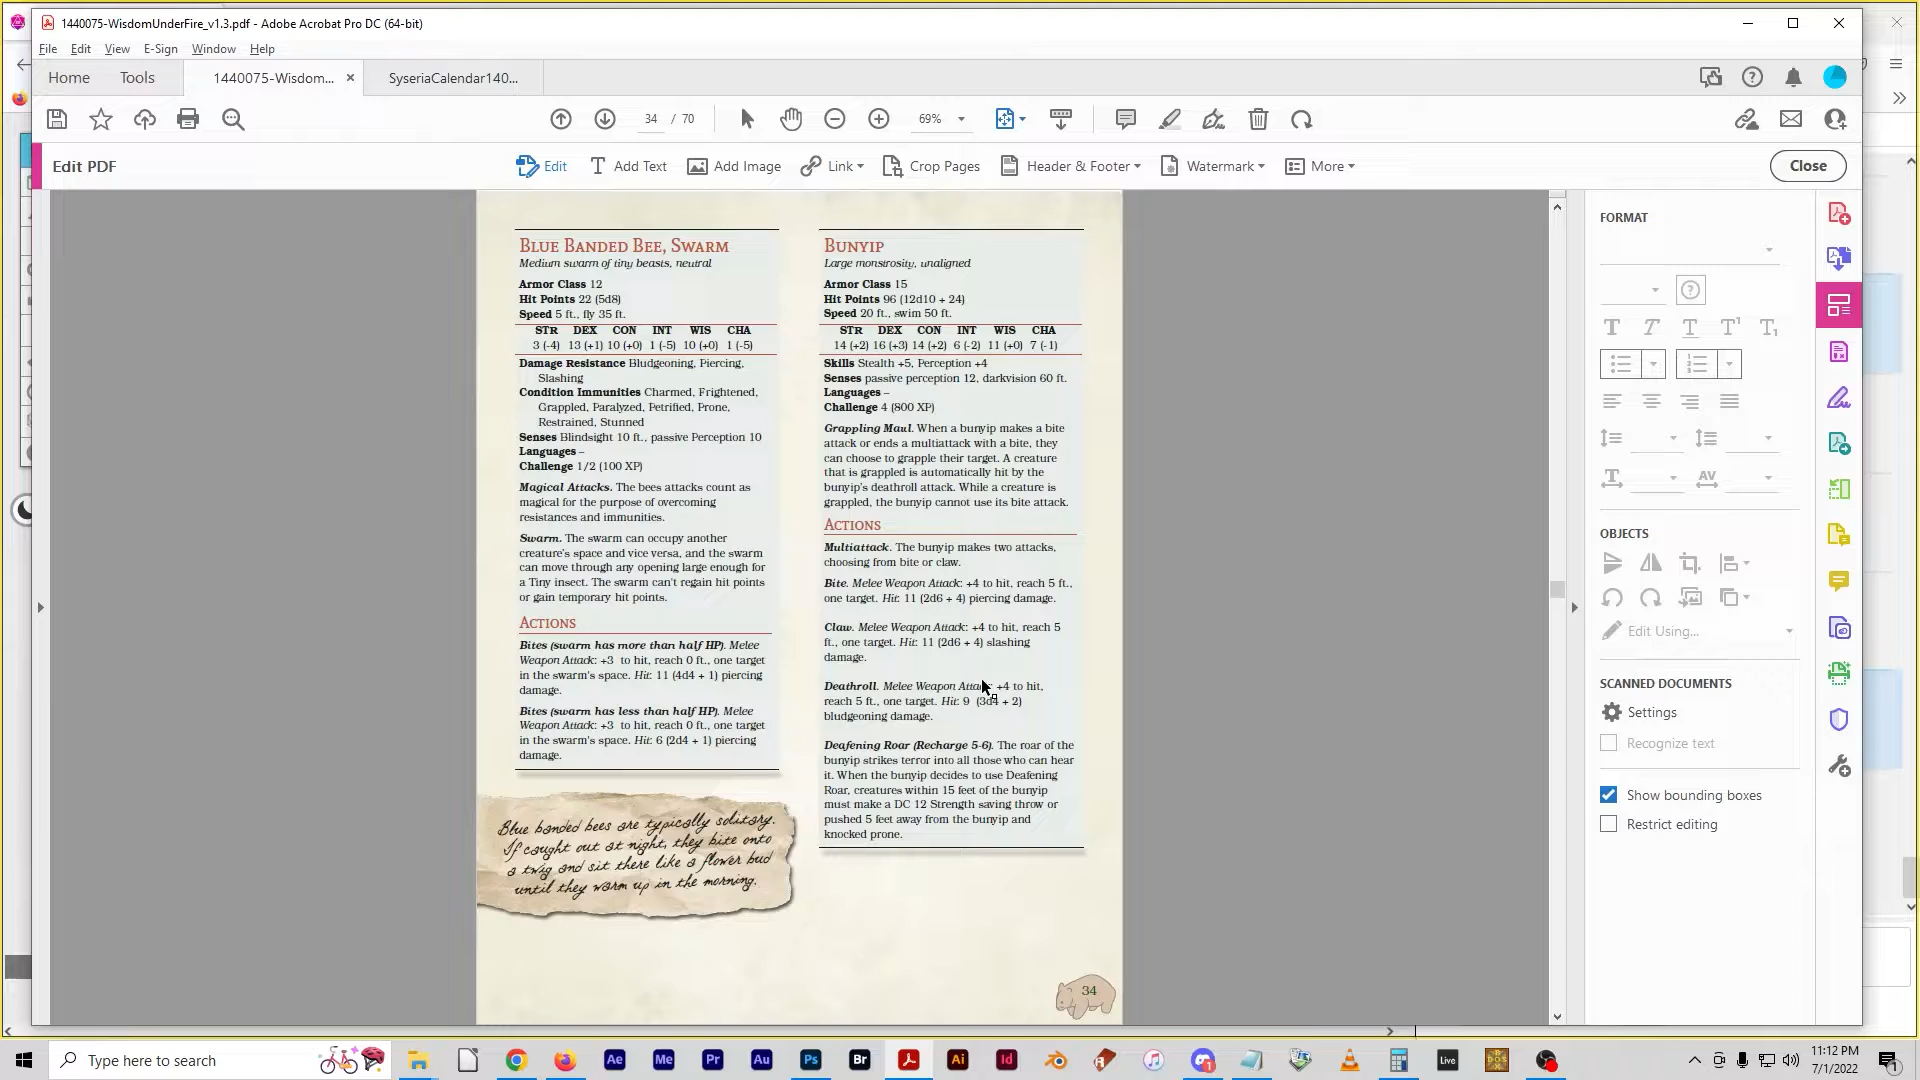 1440075-WisdomUnderFire_v1.3.pdf - Adobe Acrobat Pro DC (64-bit)
File Edit View E-Sign Window Help
Home Tools 1440075-Wisdom... SyseriaCalendar140...
34 / 70 69%
Edit PDF Edit Add Text Add Image Link Crop Pages Header & Footer Watermark More Close
Blue Banded Bee, Swarm
Medium swarm of tiny beasts, neutral
Armor Class 12
Hit Points 22 (5d8)
Speed 5 ft., fly 35 ft.
STR DEX CON INT WIS CHA
3 (-4) 13 (+1) 10 (+0) 1 (-5) 10 (+0) 1 (-5)
Damage Resistance Bludgeoning, Piercing,
Slashing
Condition Immunities Charmed, Frightened,
Grappled, Paralyzed, Petrified, Prone,
Restrained, Stunned
Senses Blindsight 10 ft., passive Perception 10
Languages –
Challenge 1/2 (100 XP)
Magical Attacks. The bees attacks count as
magical for the purpose of overcoming
resistances and immunities.
Swarm. The swarm can occupy another
creature's space and vice versa, and the swarm
can move through any opening large enough for
a Tiny insect. The swarm can't regain hit points
or gain temporary hit points.
Actions
Bites (swarm has more than half HP). Melee
Weapon Attack: +3 to hit, reach 0 ft., one target
in the swarm's space. Hit: 11 (4d4 + 1) piercing
damage.
Bites (swarm has less than half HP). Melee
Weapon Attack: +3 to hit, reach 0 ft., one target
in the swarm's space. Hit: 6 (2d4 + 1) piercing
damage.
Blue banded bees are typically solitary.
If caught out at night, they bite onto
a twig and sit there like a flower bud
until they warm up in the morning.
Bunyip
Large monstrosity, unaligned
Armor Class 15
Hit Points 96 (12d10 + 24)
Speed 20 ft., swim 50 ft.
STR DEX CON INT WIS CHA
14 (+2) 16 (+3) 14 (+2) 6 (-2) 11 (+0) 7 (-1)
Skills Stealth +5, Perception +4
Senses passive perception 12, darkvision 60 ft.
Languages –
Challenge 4 (800 XP)
Grappling Maul. When a bunyip makes a bite
attack or ends a multiattack with a bite, they
can choose to grapple their target. A creature
that is grappled is automatically hit by the
bunyip's deathroll attack. While a creature is
grappled, the bunyip cannot use its bite attack.
Actions
Multiattack. The bunyip makes two attacks,
choosing from bite or claw.
Bite. Melee Weapon Attack: +4 to hit, reach 5 ft.,
one target. Hit: 11 (2d6 + 4) piercing damage.
Claw. Melee Weapon Attack: +4 to hit, reach 5
ft., one target. Hit: 11 (2d6 + 4) slashing
damage.
Deathroll. Melee Weapon Attack: +4 to hit,
reach 5 ft., one target. Hit: 9 (3d4 + 2)
bludgeoning damage.
Deafening Roar (Recharge 5-6). The roar of the
bunyip strikes terror into all those who can hear
it. When the bunyip decides to use Deafening
Roar, creatures within 15 feet of the bunyip
must make a DC 12 Strength saving throw or
pushed 5 feet away from the bunyip and
knocked prone.
34
FORMAT
OBJECTS
Edit Using...
SCANNED DOCUMENTS
Settings
Recognize text
Show bounding boxes
Restrict editing
Type here to search
Ae Me Pr Au Ps Br Ai Id Live
11:12 PM
7/1/2022